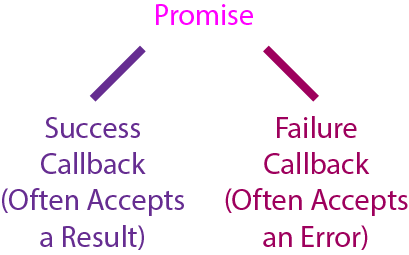 Promise
Success
Callback
(Often Accepts
a Result)
Failure
Callback
(Often Accepts
an Error)